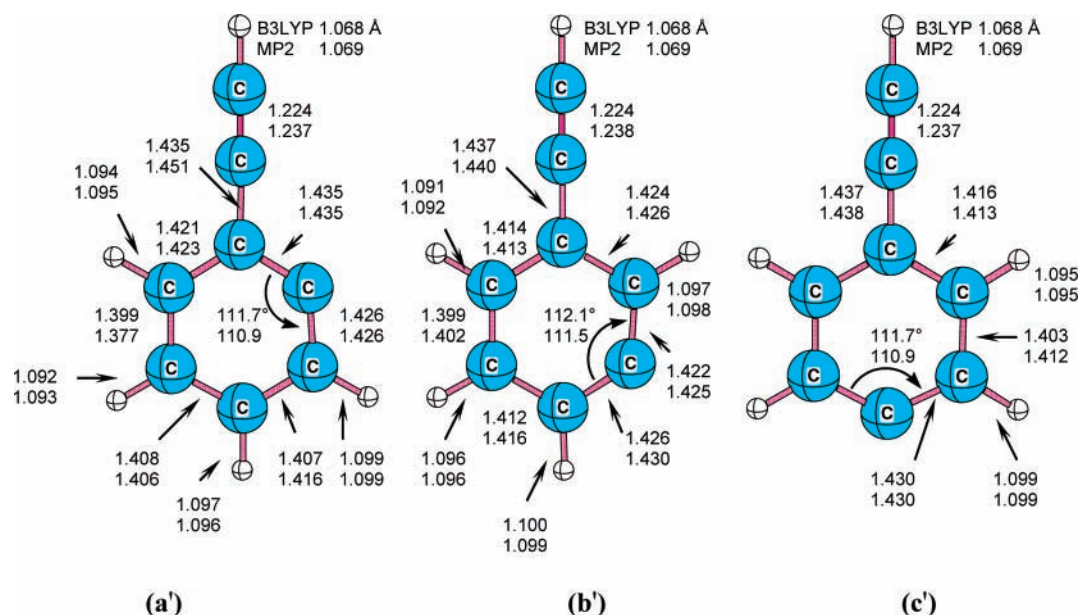 B3LYP 1.068 Å
MP2 1.069
C
1.224
1.237
C
1.435
1.451
1.094
1.095
1.435
1.435
1.421
1.423
C
C
C
1.399
1.377
111.7°
110.9
1.426
1.426
1.092
1.093
C
C
C
1.408
1.406
1.407
1.416
1.099
1.099
1.097
1.096
(a')
B3LYP 1.068 Å
MP2 1.069
C
1.224
1.238
C
1.437
1.440
1.091
1.092
1.424
1.426
1.414
1.413
C
C
C
1.097
1.098
1.399
1.402
112.1°
111.5
C
C
C
1.422
1.425
1.096
1.096
1.412
1.416
1.426
1.430
1.100
1.099
(b')
B3LYP 1.068 Å
MP2 1.069
C
1.224
1.237
C
1.437
1.438
1.416
1.413
C
C
C
1.095
1.095
111.7°
110.9
1.403
1.412
C
C
C
1.430
1.430
1.099
1.099
(c')